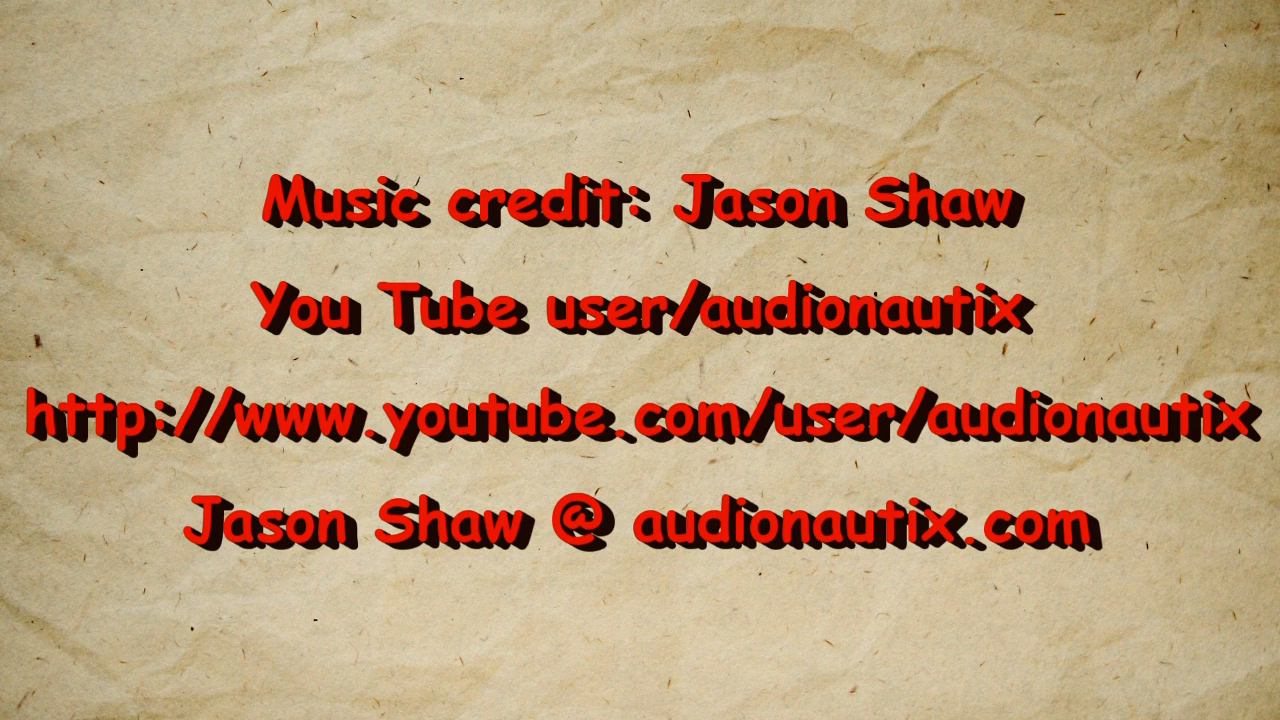 Music credit: Jason Shaw
You Tube user/audionautix
http://www.youtube.com/user/audionautix
Jason Shaw @ audionautix.com